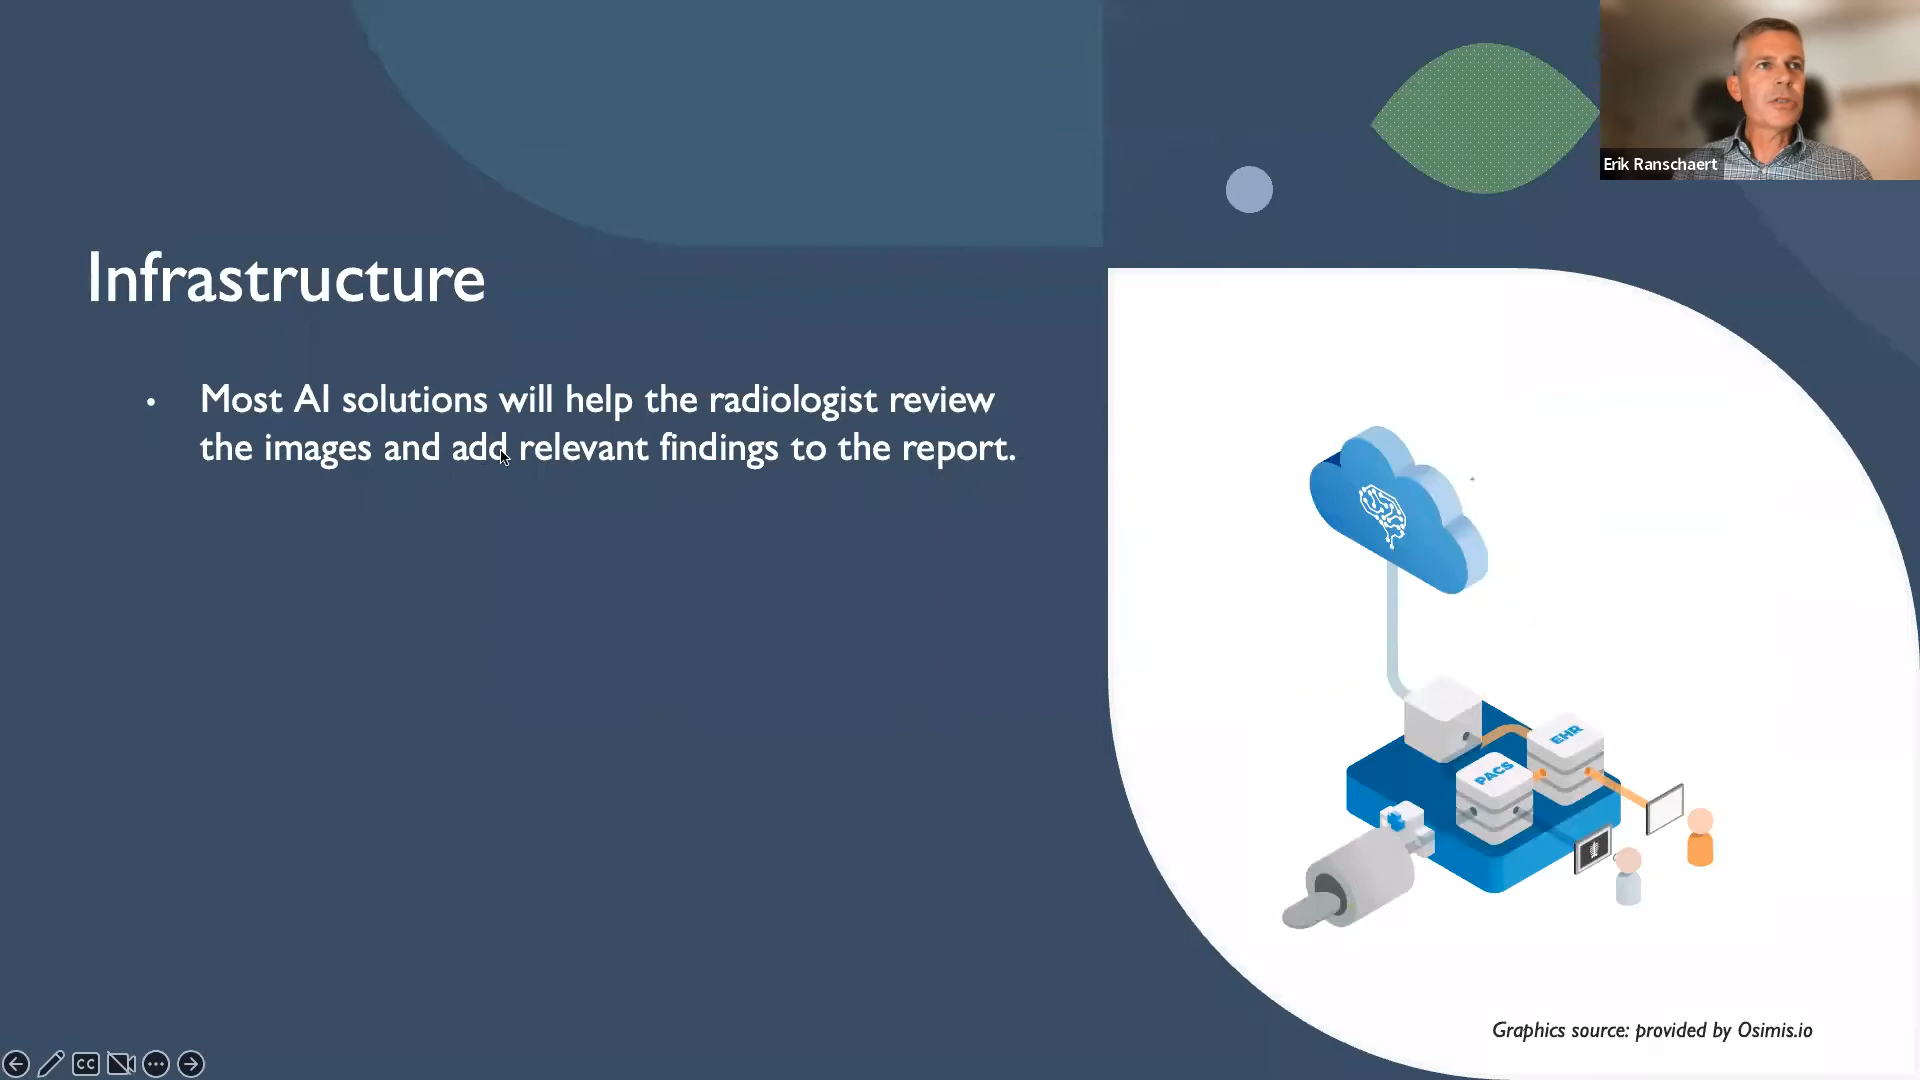 Erik Ranschaert
Infrastructure
• Most AI solutions will help the radiologist review
the images and add relevant findings to the report.
EHR
PACS
Graphics source: provided by Osimis.io
CC